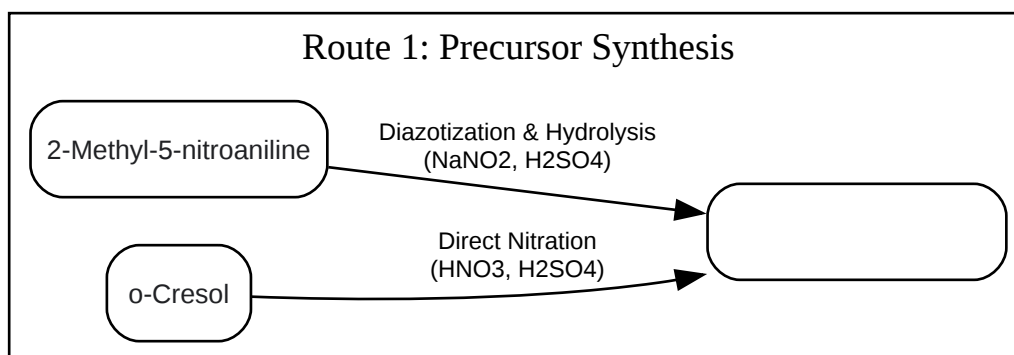 Route 1: Precursor Synthesis
2-Methyl-5-nitroaniline
Diazotization & Hydrolysis
(NaNO2, H2SO4)
Direct Nitration
(HNO3, H2SO4)
o-Cresol